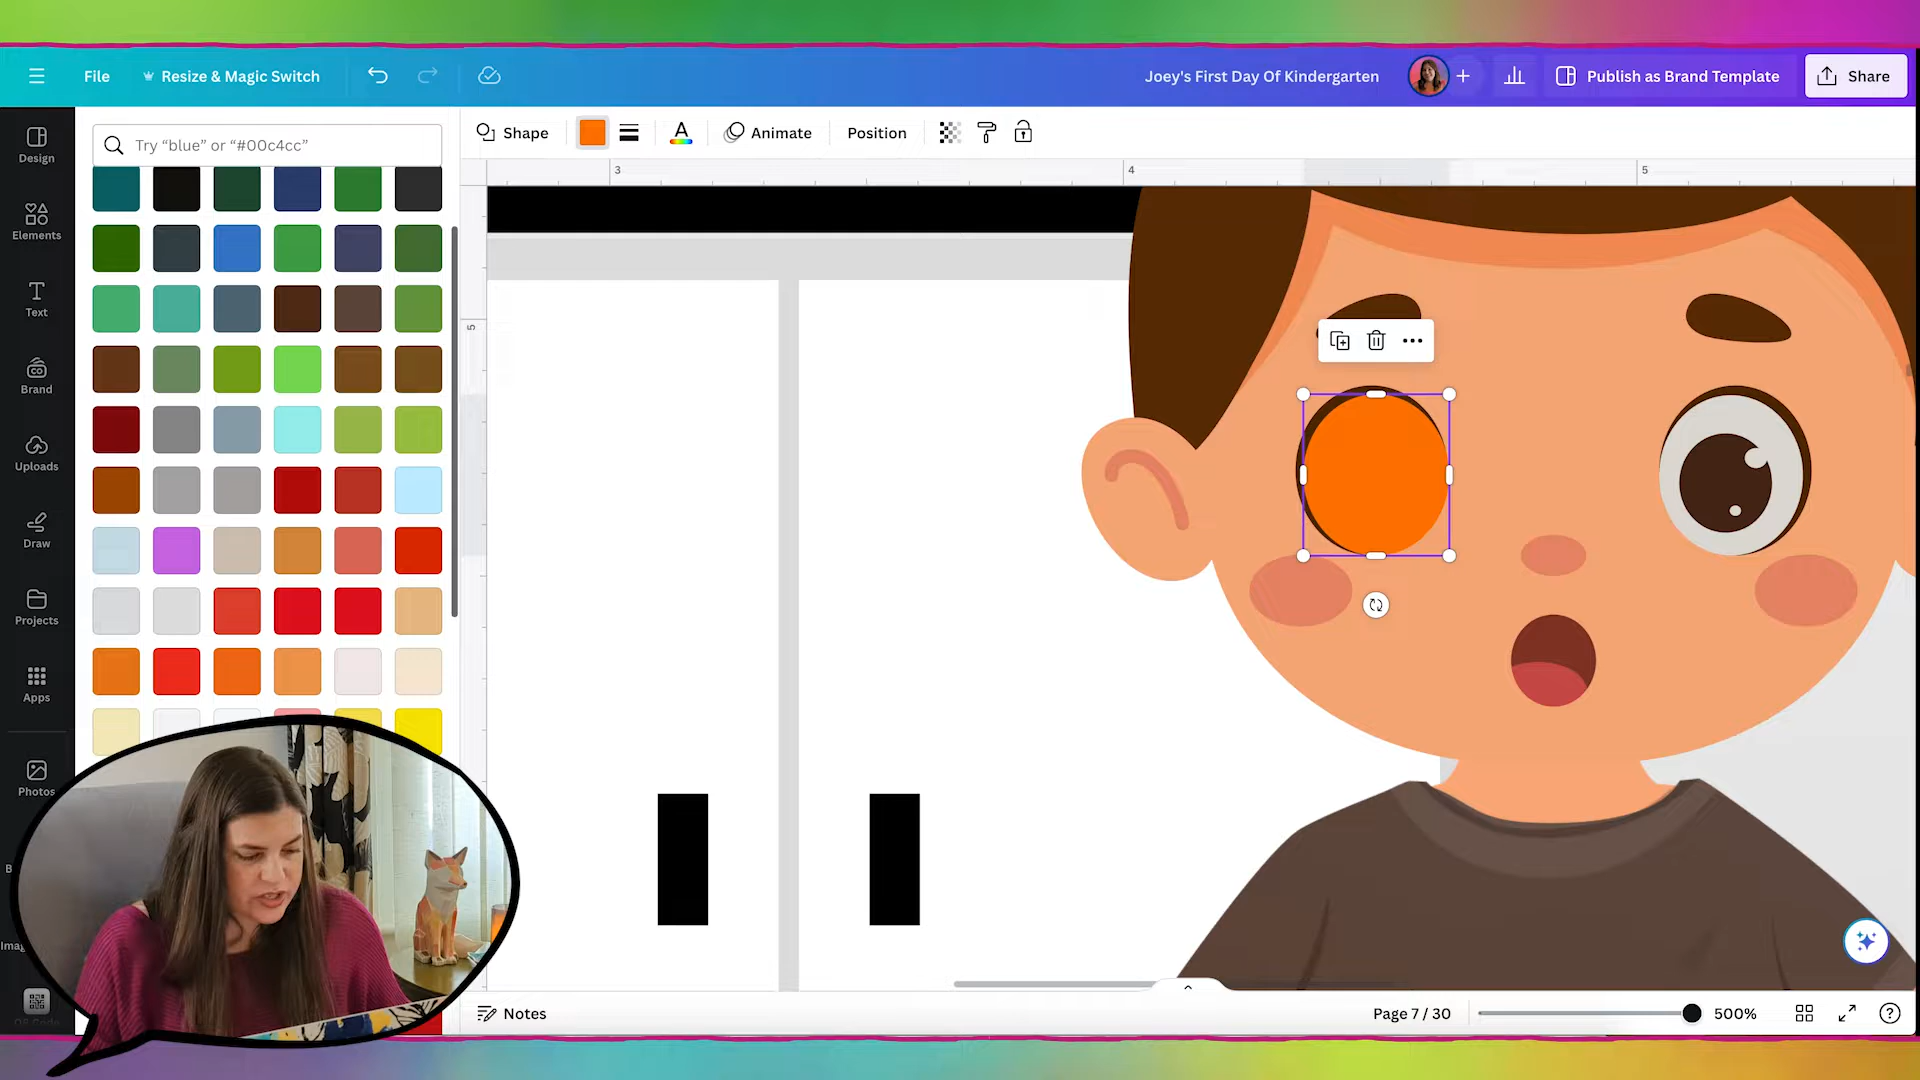 File
Resize & Magic Switch
Joey's First Day Of Kindergarten
Publish as Brand Template
Share
Design
Elements
Text
Brand
Uploads
Draw
Projects
Apps
Photos
Try “blue” or “#00c4cc”
Shape
Animate
Position
3
4
5
5
Notes
Page 7 / 30
500%